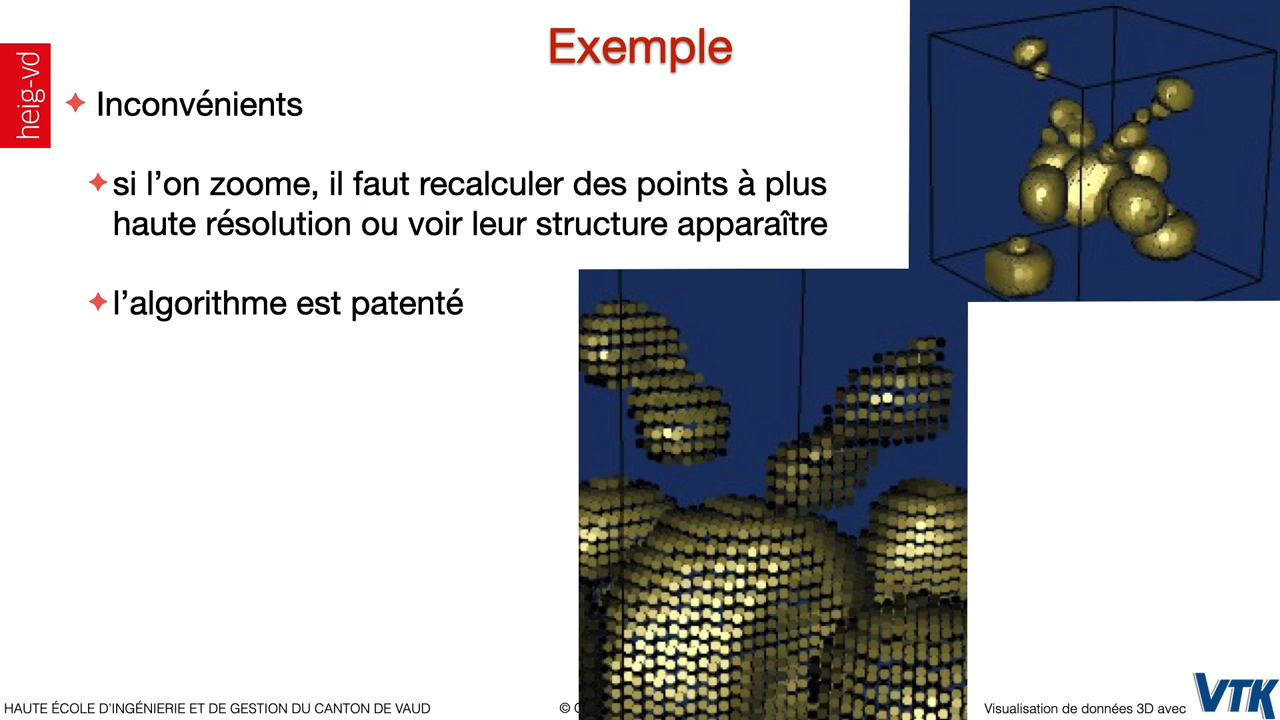 Exemple
heig-vd
Inconvénients
si l’on zoome, il faut recalculer des points à plus
haute résolution ou voir leur structure apparaître
l’algorithme est patenté
HAUTE ÉCOLE D’INGÉNIERIE ET DE GESTION DU CANTON DE VAUD
©
Visualisation de données 3D avec
VTK